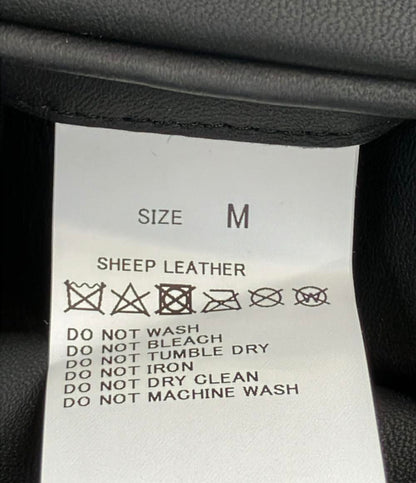 SIZE M
SHEEP LEATHER
DO NOT WASH
DO NOT BLEACH
DO NOT TUMBLE DRY
DO NOT IRON
DO NOT DRY CLEAN
DO NOT MACHINE WASH